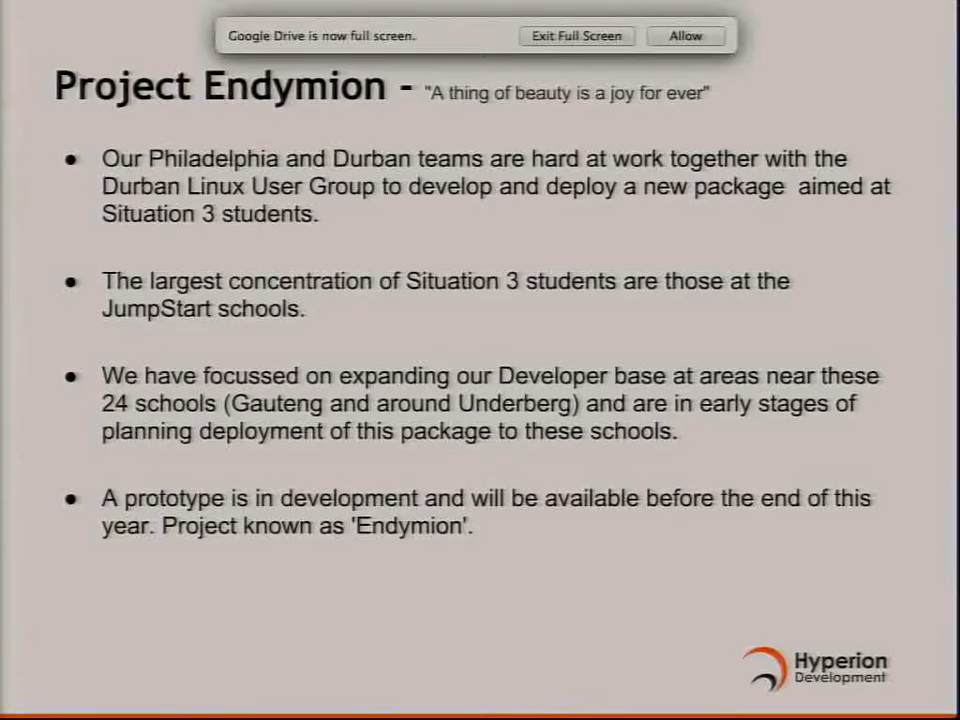 Google Drive is now full screen. Exit Full Screen Allow
Project Endymion - "A thing of beauty is a joy for ever"
● Our Philadelphia and Durban teams are hard at work together with the
Durban Linux User Group to develop and deploy a new package aimed at
Situation 3 students.
● The largest concentration of Situation 3 students are those at the
JumpStart schools.
● We have focussed on expanding our Developer base at areas near these
24 schools (Gauteng and around Underberg) and are in early stages of
planning deployment of this package to these schools.
● A prototype is in development and will be available before the end of this
year. Project known as 'Endymion'.
Hyperion
Development